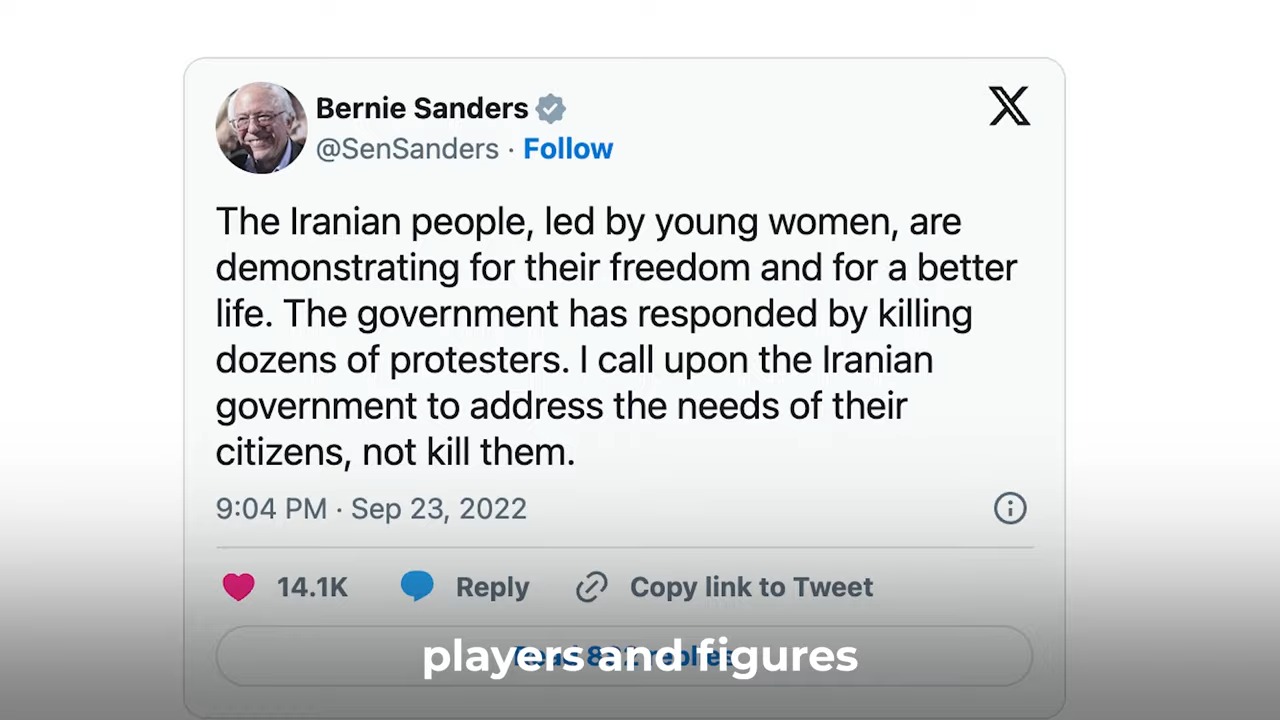 Bernie Sanders
@SenSanders · Follow
The Iranian people, led by young women, are
demonstrating for their freedom and for a better
life. The government has responded by killing
dozens of protesters. I call upon the Iranian
government to address the needs of their
citizens, not kill them.
9:04 PM · Sep 23, 2022
14.1K Reply Copy link to Tweet
players and figures